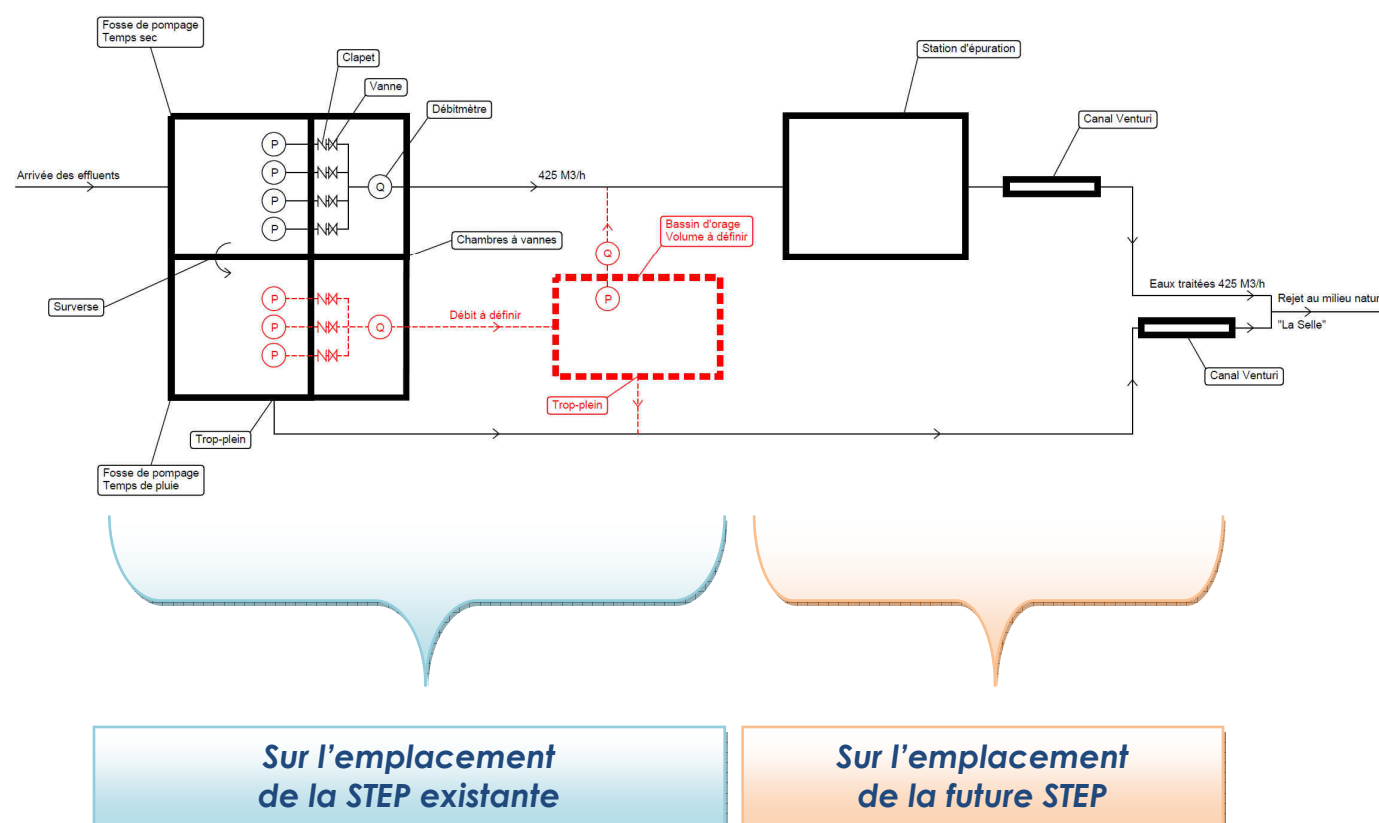 Fosse de pompage
Temps sec
Clapet
Vanne
Débitmètre
Station d'épuration
Canal Venturi
Arrivée des effluents
P
P
P
P
Q
425 M3/h
Chambres à vannes
Surverse
P
P
P
Q
Débit à définir
Bassin d'orage
Volume à définir
Q
P
Trop-plein
Eaux traitées 425 M3/h
Rejet au milieu natur
"La Selle"
Canal Venturi
Trop-plein
Fosse de pompage
Temps de pluie
Sur l'emplacement
de la STEP existante
Sur l'emplacement
de la future STEP